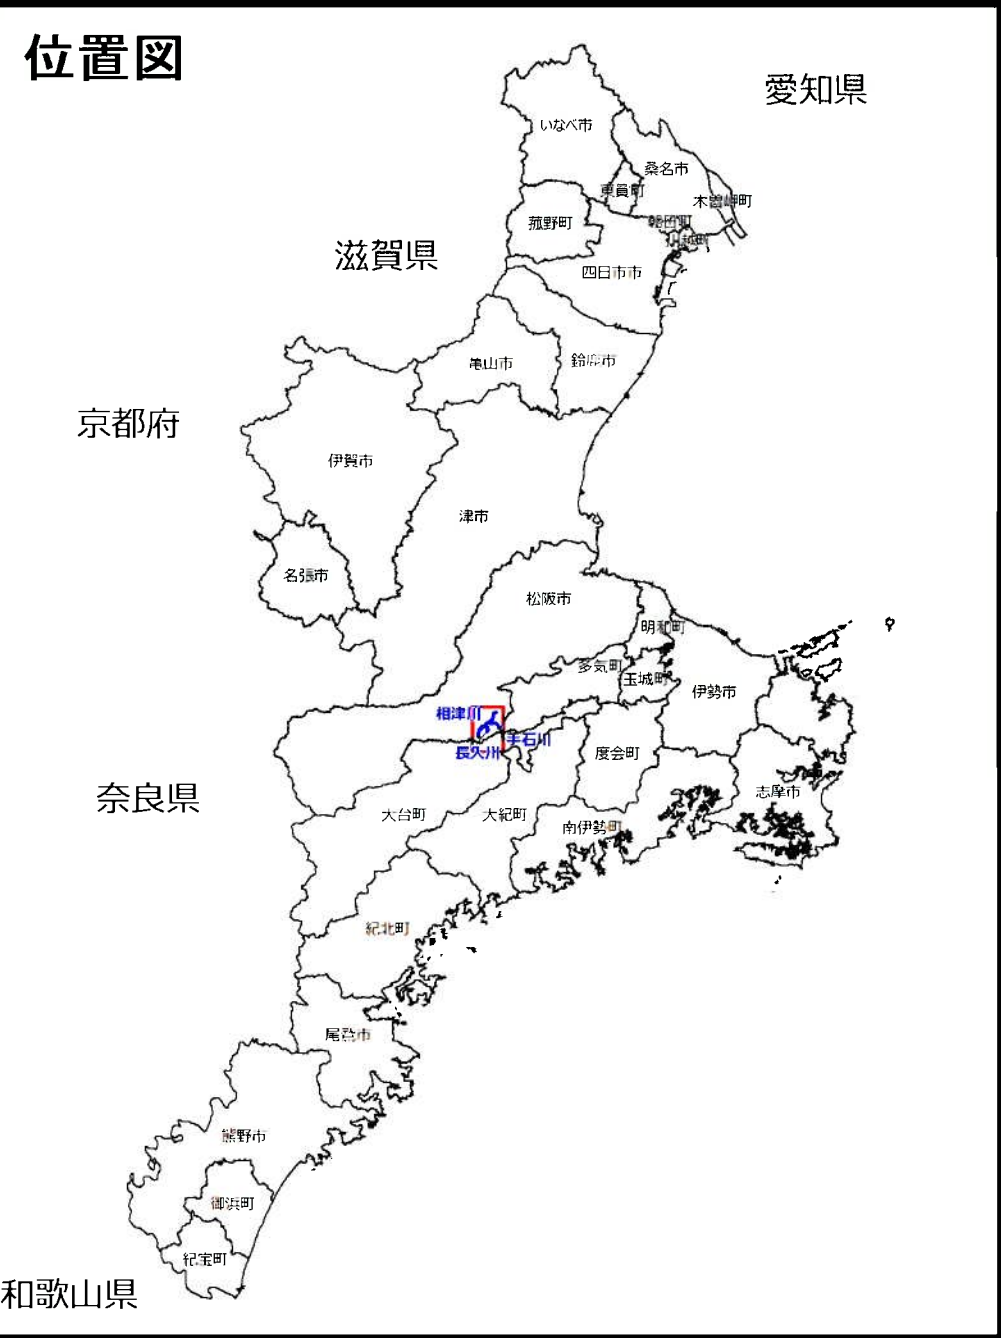 位置図
愛知県
いなべ市
桑名市
東員町
木曽岬町
菰野町
朝日町
川越町
滋賀県
四日市市
亀山市
鈴鹿市
京都府
伊賀市
津市
名張市
松阪市
明和町
多気町
玉城町
伊勢市
相津川
手石川
長久川
度会町
奈良県
志摩市
大台町
大紀町
南伊勢町
紀北町
尾鷲市
熊野市
御浜町
紀宝町
和歌山県